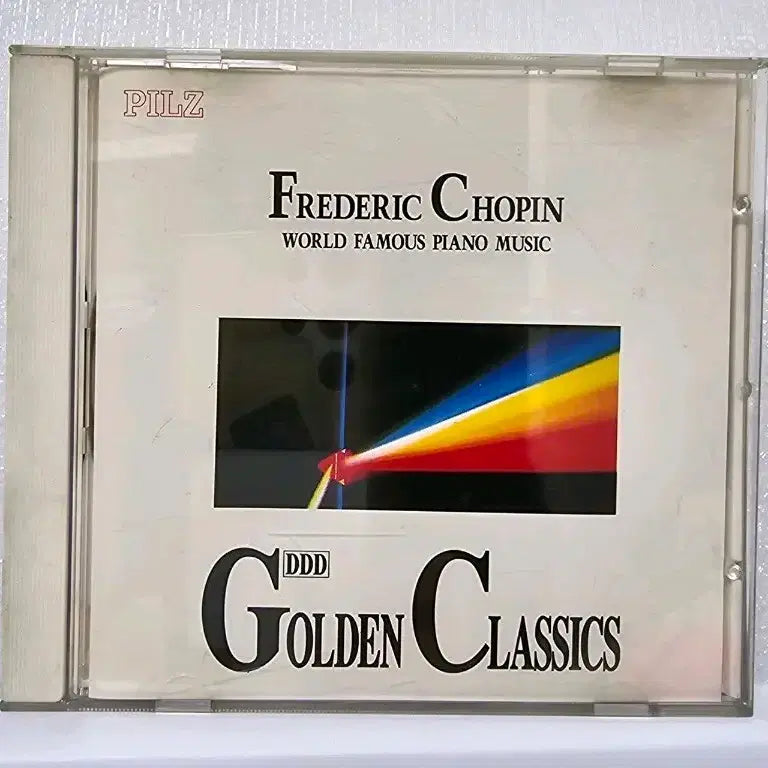 PILZ
FREDERIC CHOPIN
WORLD FAMOUS PIANO MUSIC
DDD
GOLDEN CLASSICS